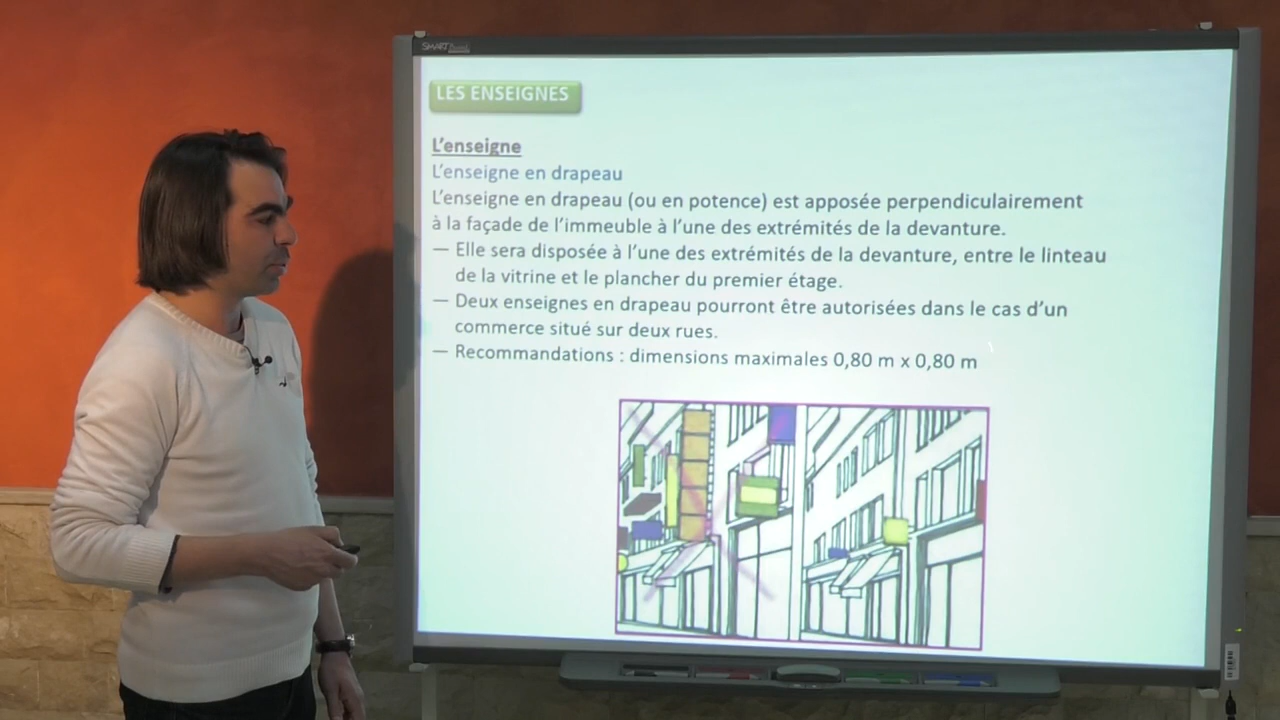 SMART
LES ENSEIGNES
L'enseigne
L'enseigne en drapeau
L'enseigne en drapeau (ou en potence) est apposée perpendiculairement
à la façade de l'immeuble à l'une des extrémités de la devanture.
— Elle sera disposée à l'une des extrémités de la devanture, entre le linteau
de la vitrine et le plancher du premier étage.
— Deux enseignes en drapeau pourront être autorisées dans le cas d'un
commerce situé sur deux rues.
— Recommandations : dimensions maximales 0,80 m x 0,80 m